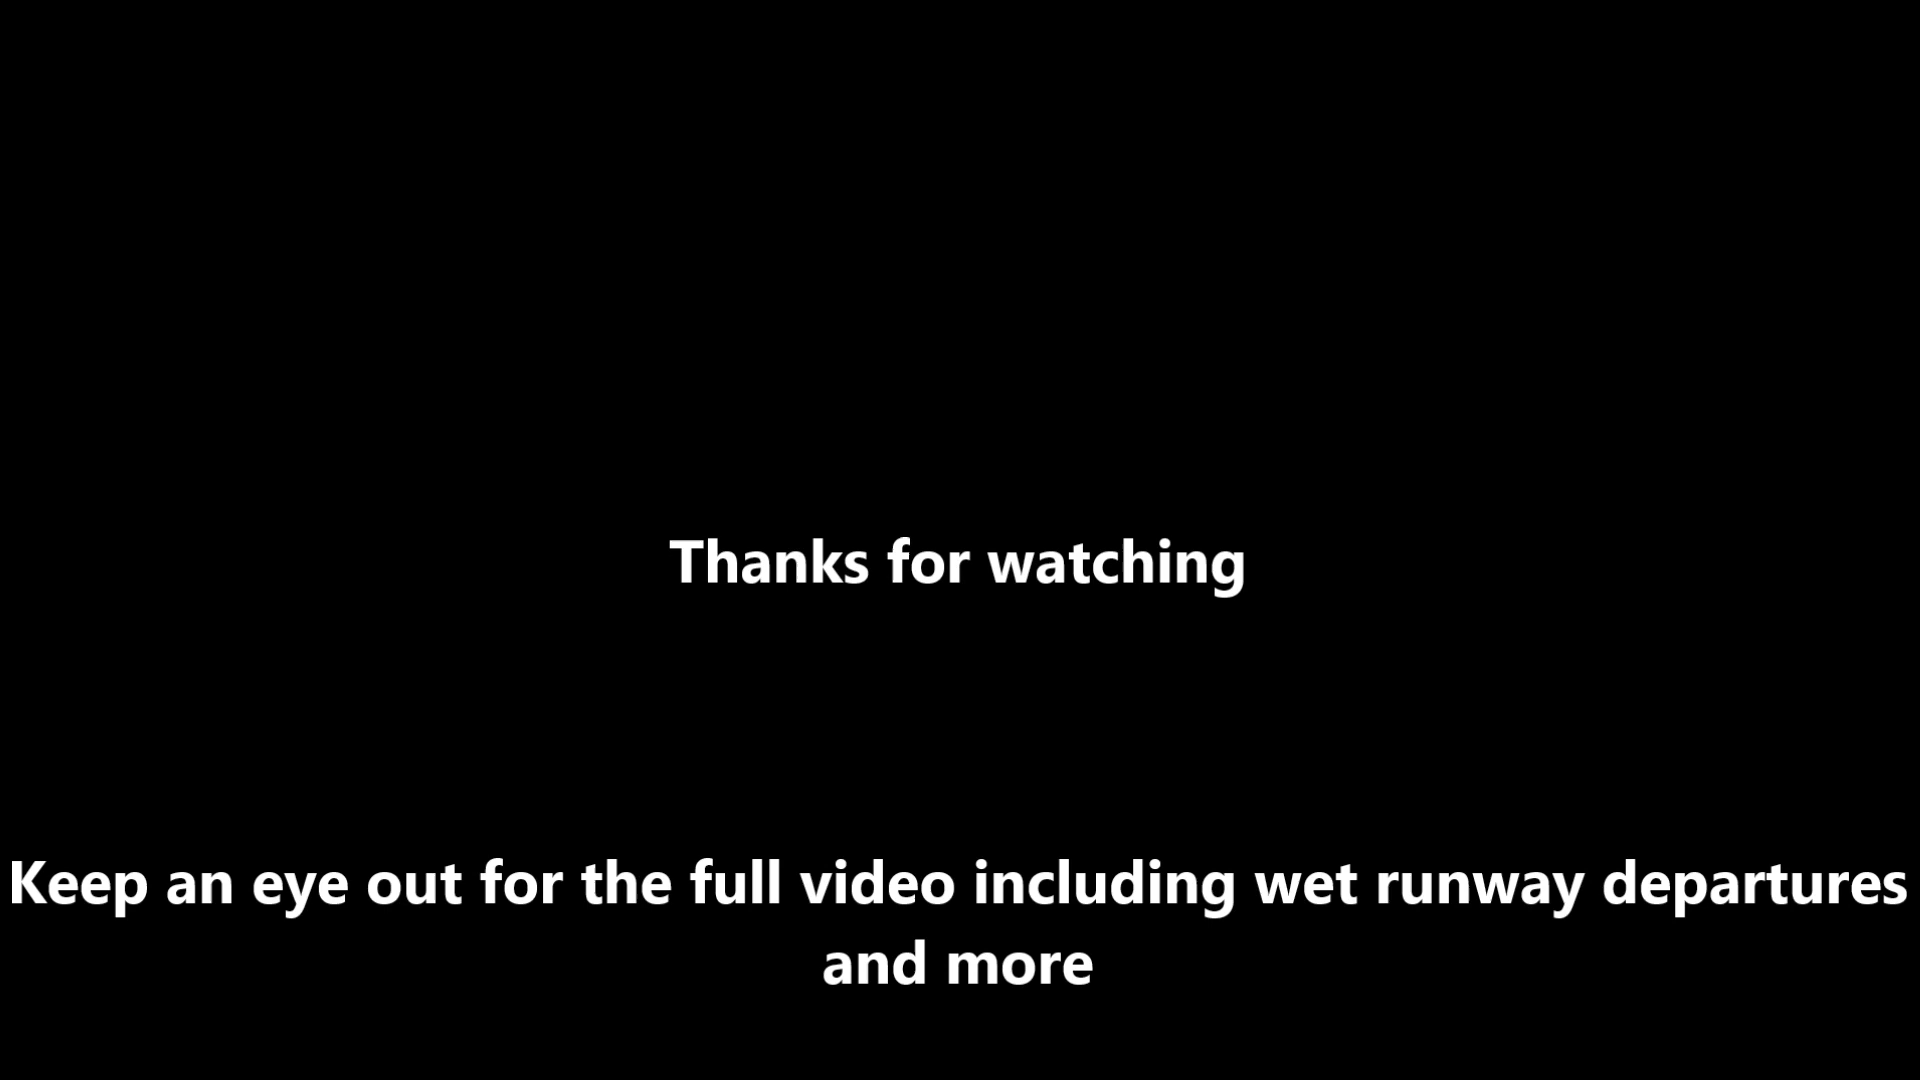 Thanks for watching
Keep an eye out for the full video including wet runway departures
and more